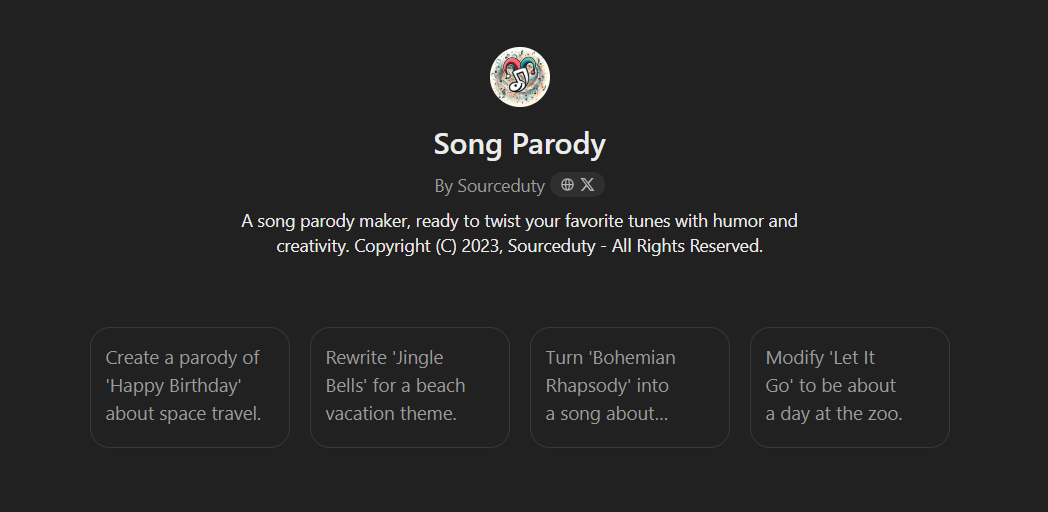 Song Parody
By Sourceduty
A song parody maker, ready to twist your favorite tunes with humor and
creativity. Copyright (C) 2023, Sourceduty - All Rights Reserved.
Create a parody of
'Happy Birthday'
about space travel.
Rewrite 'Jingle
Bells' for a beach
vacation theme.
Turn 'Bohemian
Rhapsody' into
a song about...
Modify 'Let It
Go' to be about
a day at the zoo.